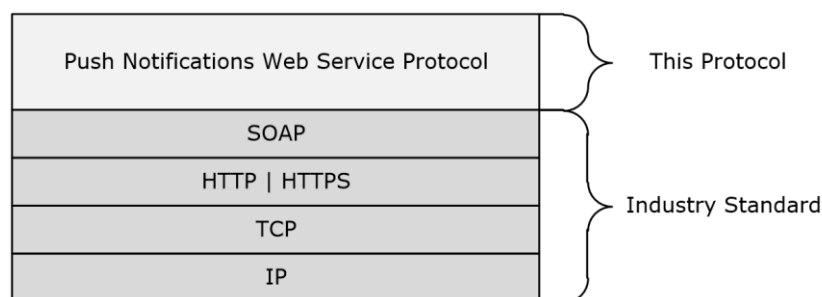 Push Notifications Web Service Protocol
This Protocol
SOAP
HTTP | HTTPS
Industry Standard
TCP
IP